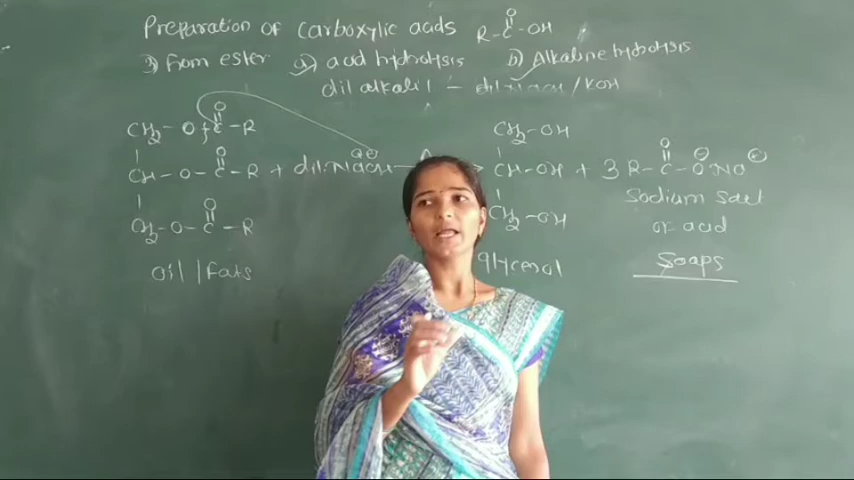 Preparation of carboxylic acids R-C-OH
O
3) From ester a) acid hydrolysis b) Alkaline hydrolysis
dil alkali - dil NaOH/KOH
O
CH2-O-C-R CH2-OH O
O
CH-O-C-R + dil. NaOH → CH-OH + 3 R-C-O⊖ Na⊕
O Sodium salt
CH2-O-C-R CH2-OH of acid
oil/Fats glycerol Soaps